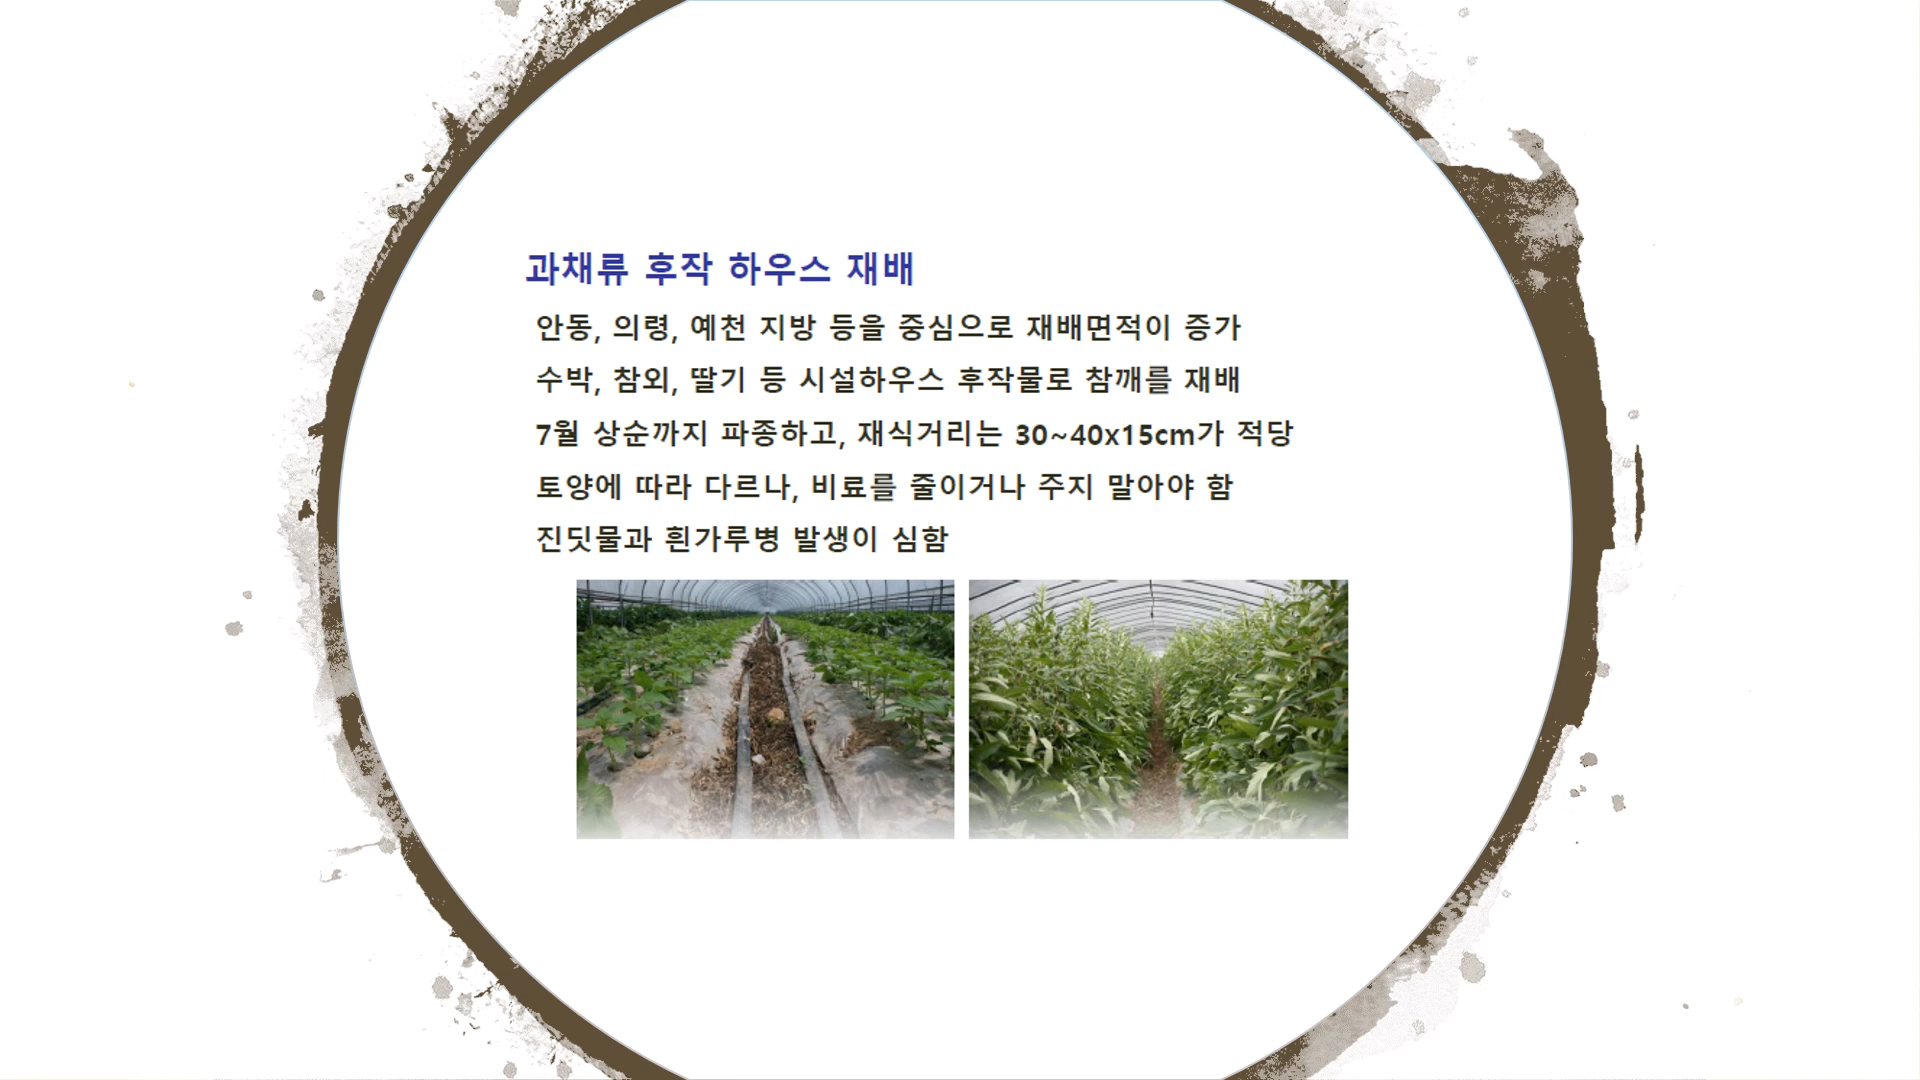 과채류 후작 하우스 재배
안동, 의령, 예천 지방 등을 중심으로 재배면적이 증가
수박, 참외, 딸기 등 시설하우스 후작물로 참깨를 재배
7월 상순까지 파종하고, 재식거리는 30~40x15cm가 적당
토양에 따라 다르나, 비료를 줄이거나 주지 말아야 함
진딧물과 흰가루병 발생이 심함